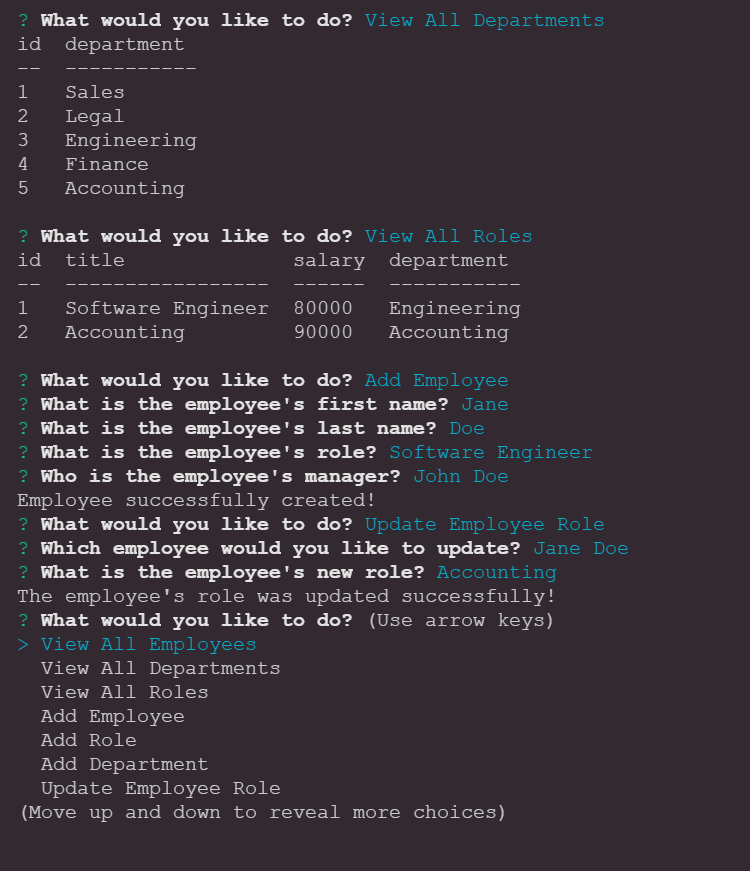 ? What would you like to do? View All Departments
id  department
--  -----------
1   Sales
2   Legal
3   Engineering
4   Finance
5   Accounting

? What would you like to do? View All Roles
id  title              salary  department
--  -----------------  ------  -----------
1   Software Engineer  80000   Engineering
2   Accounting         90000   Accounting

? What would you like to do? Add Employee
? What is the employee's first name? Jane
? What is the employee's last name? Doe
? What is the employee's role? Software Engineer
? Who is the employee's manager? John Doe
Employee successfully created!
? What would you like to do? Update Employee Role
? Which employee would you like to update? Jane Doe
? What is the employee's new role? Accounting
The employee's role was updated successfully!
? What would you like to do? (Use arrow keys)
> View All Employees
  View All Departments
  View All Roles
  Add Employee
  Add Role
  Add Department
  Update Employee Role
(Move up and down to reveal more choices)